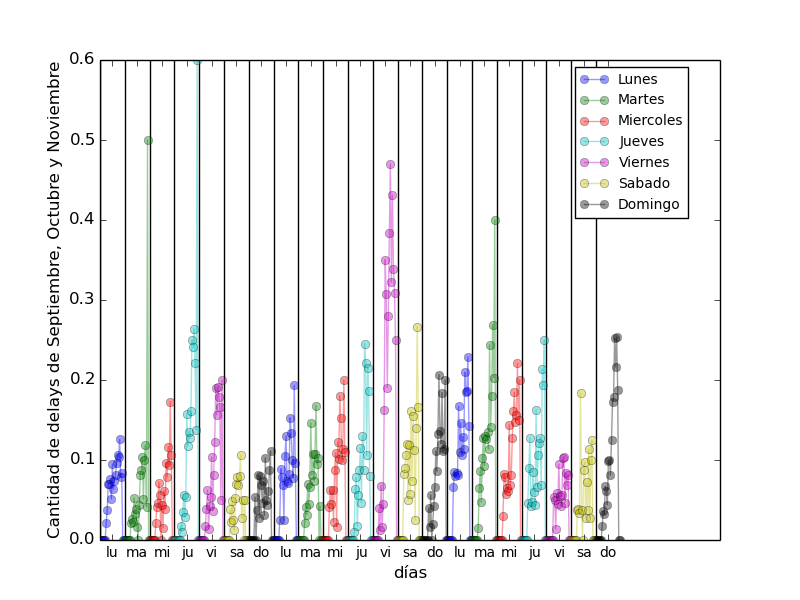 Cantidad de delays de Septiembre, Octubre y Noviembre
0.6
0.5
0.4
0.3
0.2
0.1
0.0
lu ma mi ju vi sa do lu ma mi ju vi sa do lu ma mi ju vi sa do
días
Lunes
Martes
Miercoles
Jueves
Viernes
Sabado
Domingo